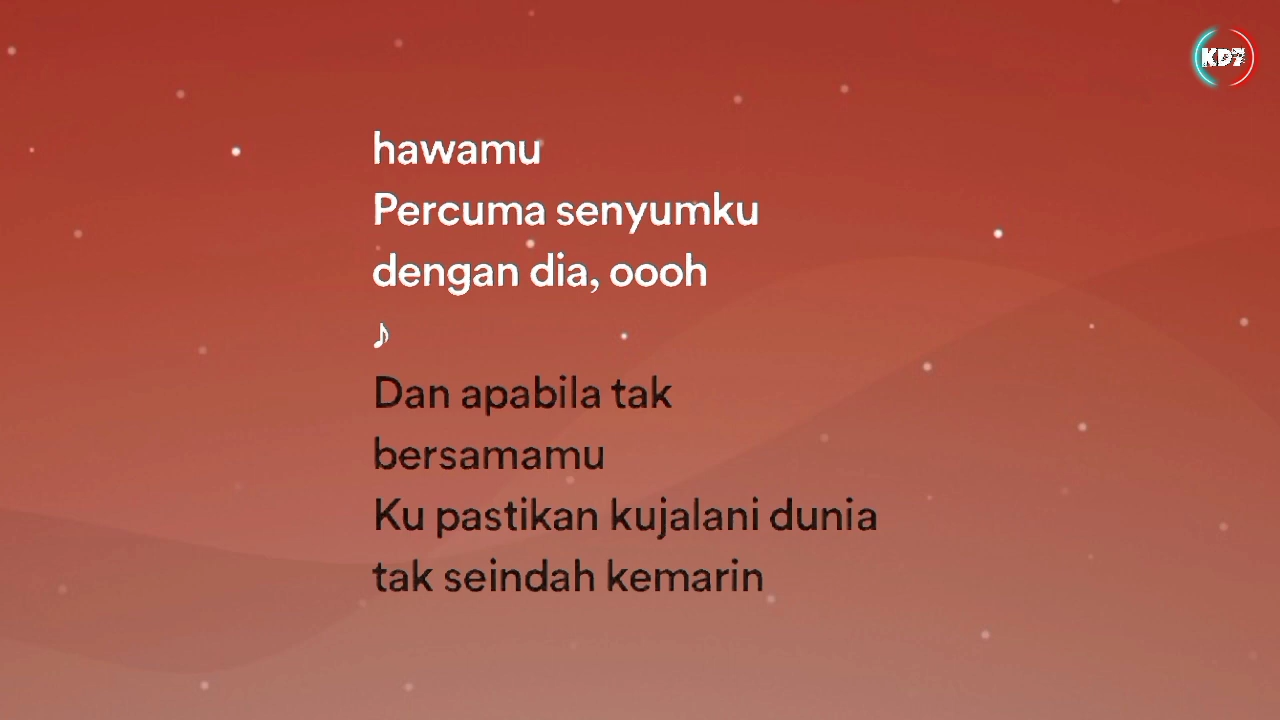 KD7
hawamu
Percuma senyumku
dengan dia, oooh
♪
Dan apabila tak
bersamamu
Ku pastikan kujalani dunia
tak seindah kemarin